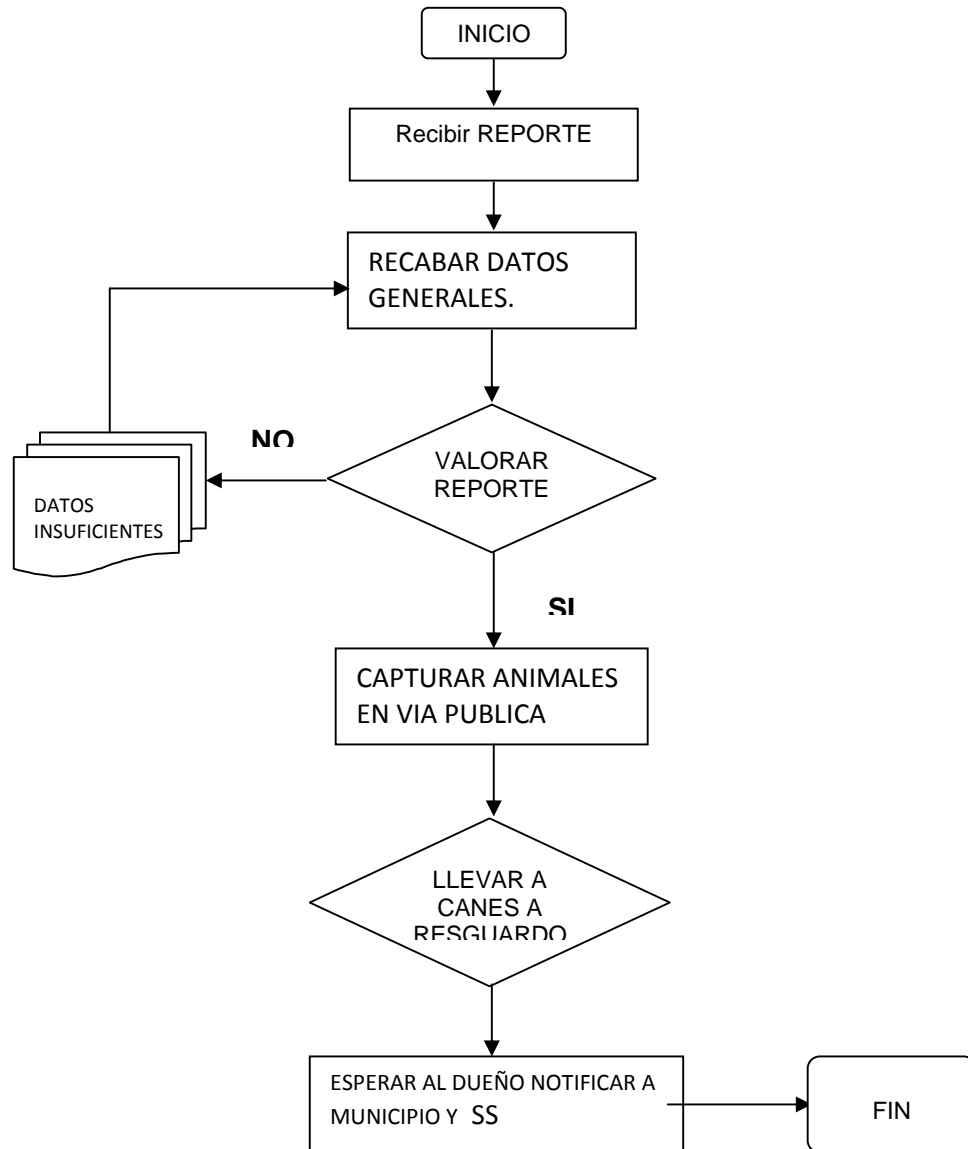 INICIO
Recibir REPORTE
RECABAR DATOS
GENERALES.
NO
VALORAR
REPORTE
DATOS
INSUFICIENTES
SI
CAPTURAR ANIMALES
EN VIA PUBLICA
LLEVAR A
CANES A
RESGUARDO
ESPERAR AL DUEÑO NOTIFICAR A
MUNICIPIO Y SS
FIN